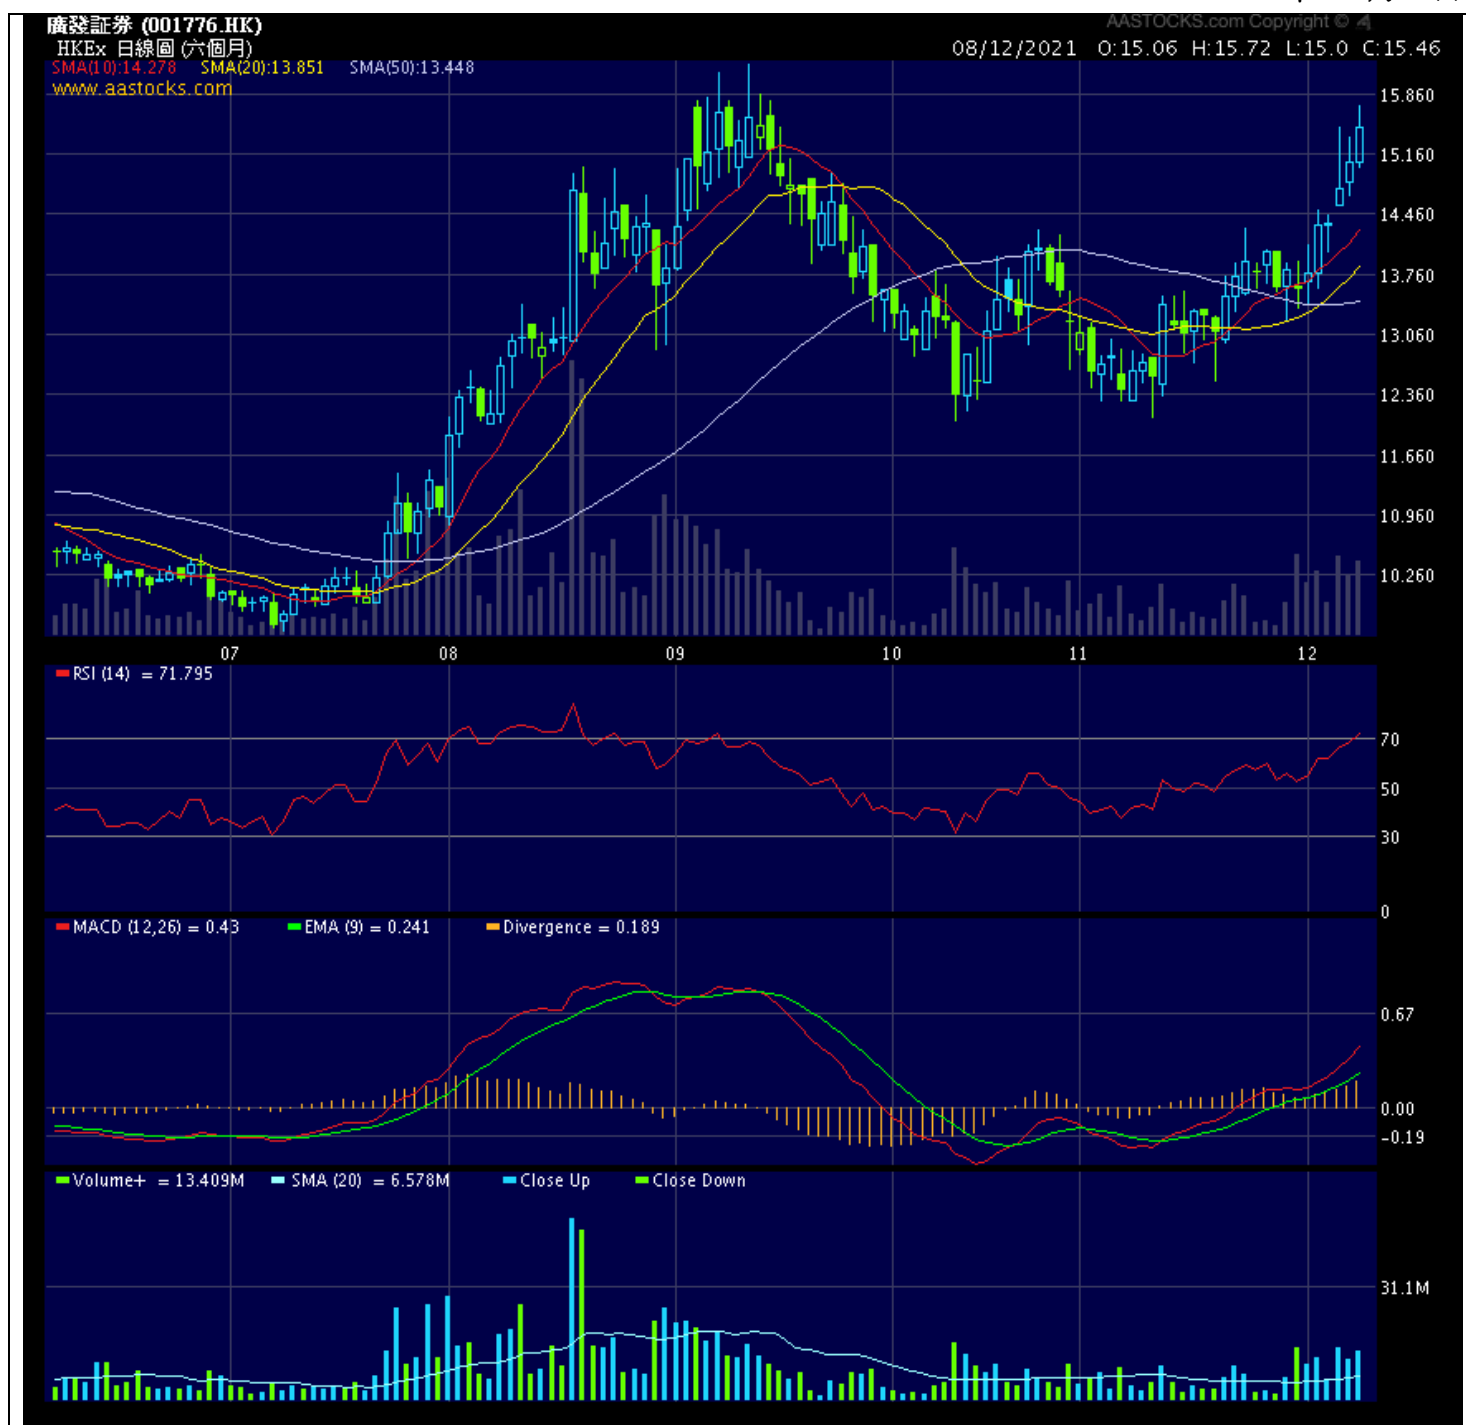 AASTOCKS.com Copyright ©
廣發証券 (001776.HK)
HKEx 日線圖 (六個月)
08/12/2021 O:15.06 H:15.72 L:15.0 C:15.46
SMA(10):14.278 SMA(20):13.851 SMA(50):13.448
www.aastocks.com
15.860
15.160
14.460
13.760
13.060
12.360
11.660
10.960
10.260
07 08 09 10 11 12
RSI (14) = 71.795
70
50
30
0
MACD (12,26) = 0.43 EMA (9) = 0.241 Divergence = 0.189
0.67
0.00
-0.19
Volume+ = 13.409M SMA (20) = 6.578M Close Up Close Down
31.1M